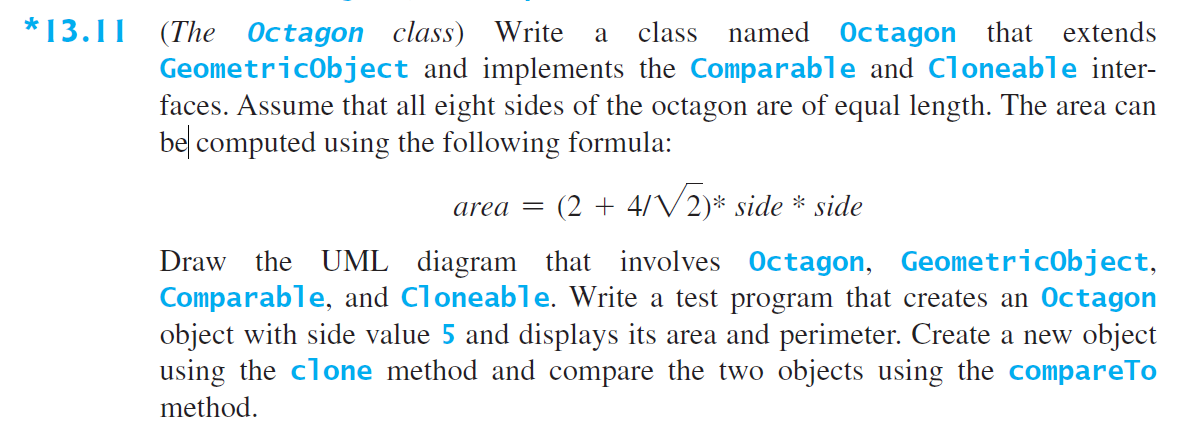 *13.11 (The Octagon class) Write a class named Octagon that extends
GeometricObject and implements the Comparable and Cloneable inter-
faces. Assume that all eight sides of the octagon are of equal length. The area can
be computed using the following formula:
area = (2 + 4/√2)* side * side
Draw the UML diagram that involves Octagon, GeometricObject,
Comparable, and Cloneable. Write a test program that creates an Octagon
object with side value 5 and displays its area and perimeter. Create a new object
using the clone method and compare the two objects using the compareTo
method.